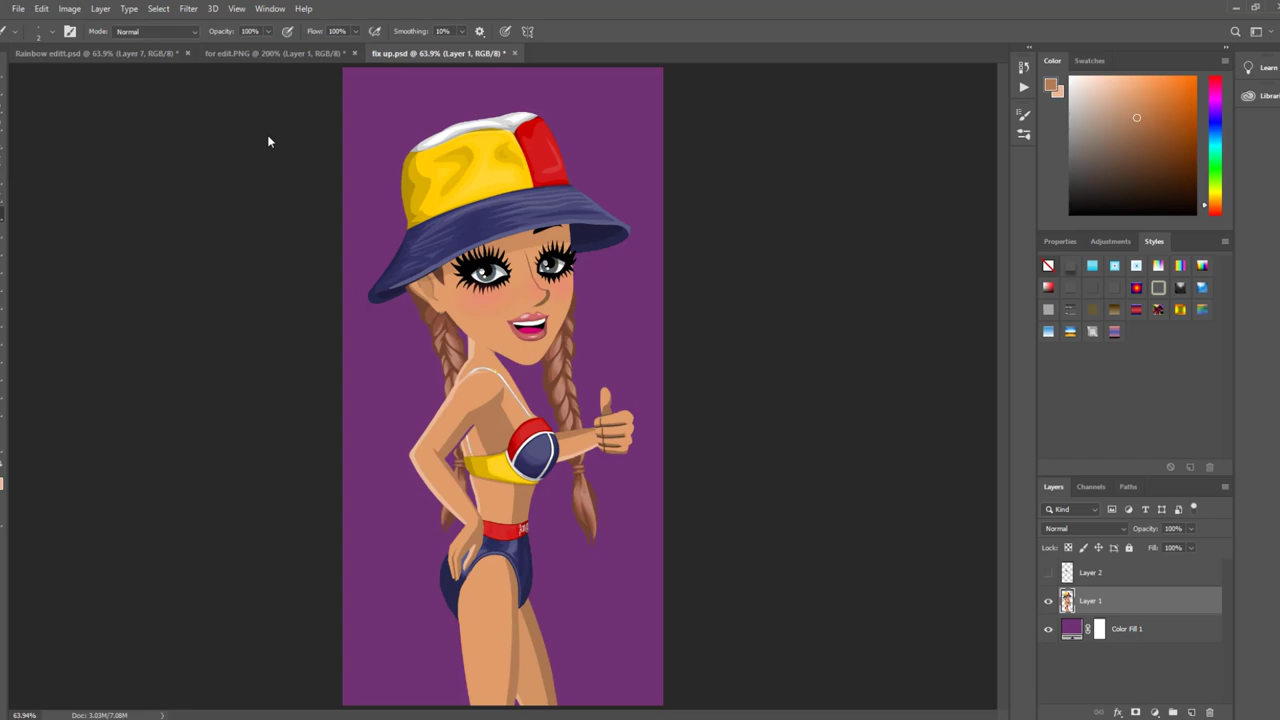 File Edit Image Layer Type Select Filter 3D View Window Help
2 Mode: Normal Opacity: 100% Flow: 100% Smoothing: 10%
Rainbow editt.psd @ 63.9% (Layer 7, RGB/8) * × for edit.PNG @ 200% (Layer 1, RGB/8) * × fix up.psd @ 63.9% (Layer 1, RGB/8) * ×
Color Swatches
Learn
Librari
Properties Adjustments Styles
Layers Channels Paths
Kind
Normal Opacity: 100%
Lock: Fill: 100%
Layer 2
Layer 1
Color Fill 1
63.94% Doc: 3.03M/7.08M